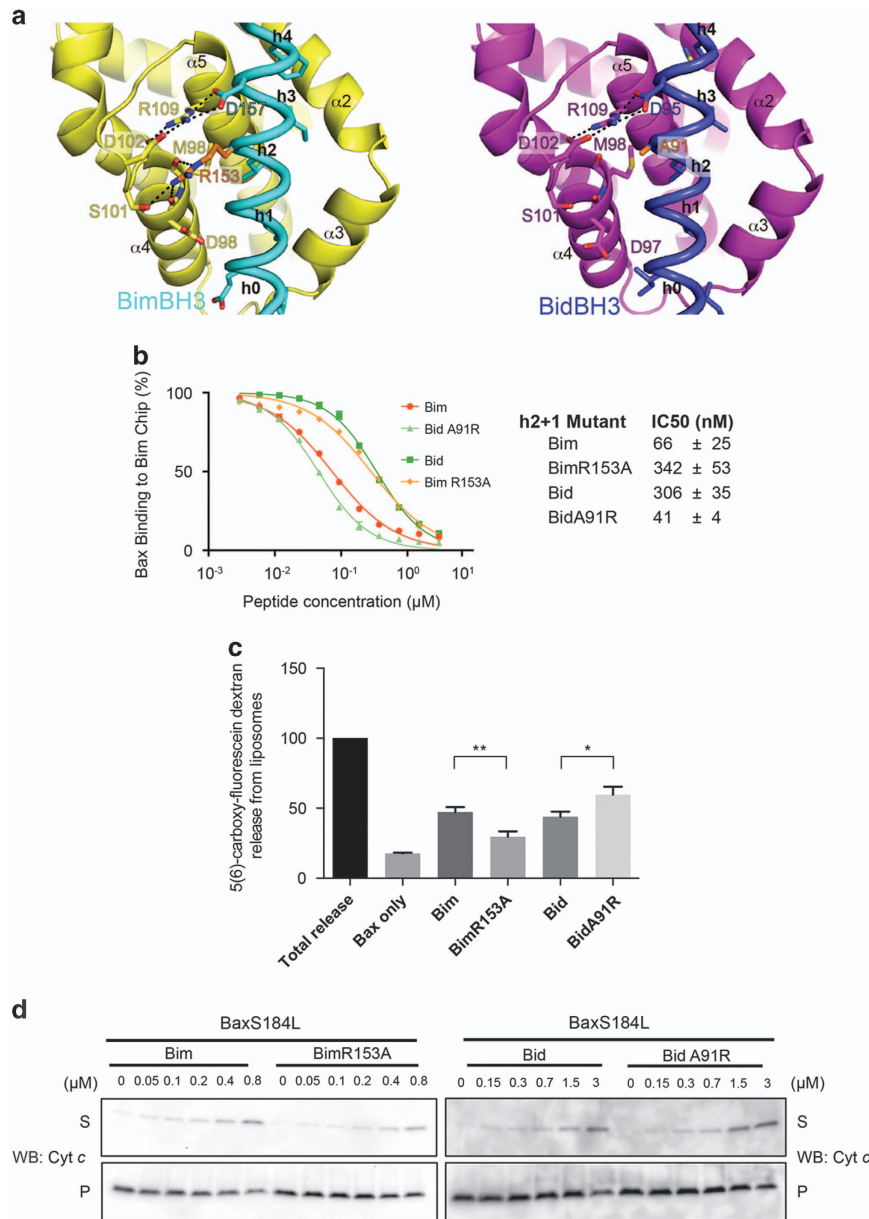 a
h4
α5
h3
α2
R109
D157
D102
M98
h2
R153
S101
h1
α4
D98
α3
h0
BimBH3
h4
α5
h3
α2
R109
D95
D102
M98
A91
h2
S101
h1
α4
D97
α3
h0
BidBH3
b
Bax Binding to Bim Chip (%)
100
50
0
10-3 10-2 10-1 100 101
Peptide concentration (µM)
Bim
Bid A91R
Bid
Bim R153A
h2+1 Mutant IC50 (nM)
Bim 66 ± 25
BimR153A 342 ± 53
Bid 306 ± 35
BidA91R 41 ± 4
c
5(6)-carboxy-fluorescein dextran
release from liposomes
150
100
50
0
** *
Total release Bax only Bim BimR153A Bid BidA91R
d
BaxS184L BaxS184L
Bim BimR153A Bid Bid A91R
(µM) 0 0.05 0.1 0.2 0.4 0.8 0 0.05 0.1 0.2 0.4 0.8 0 0.15 0.3 0.7 1.5 3 0 0.15 0.3 0.7 1.5 3 (µM)
S S
WB: Cyt c WB: Cyt c
P P